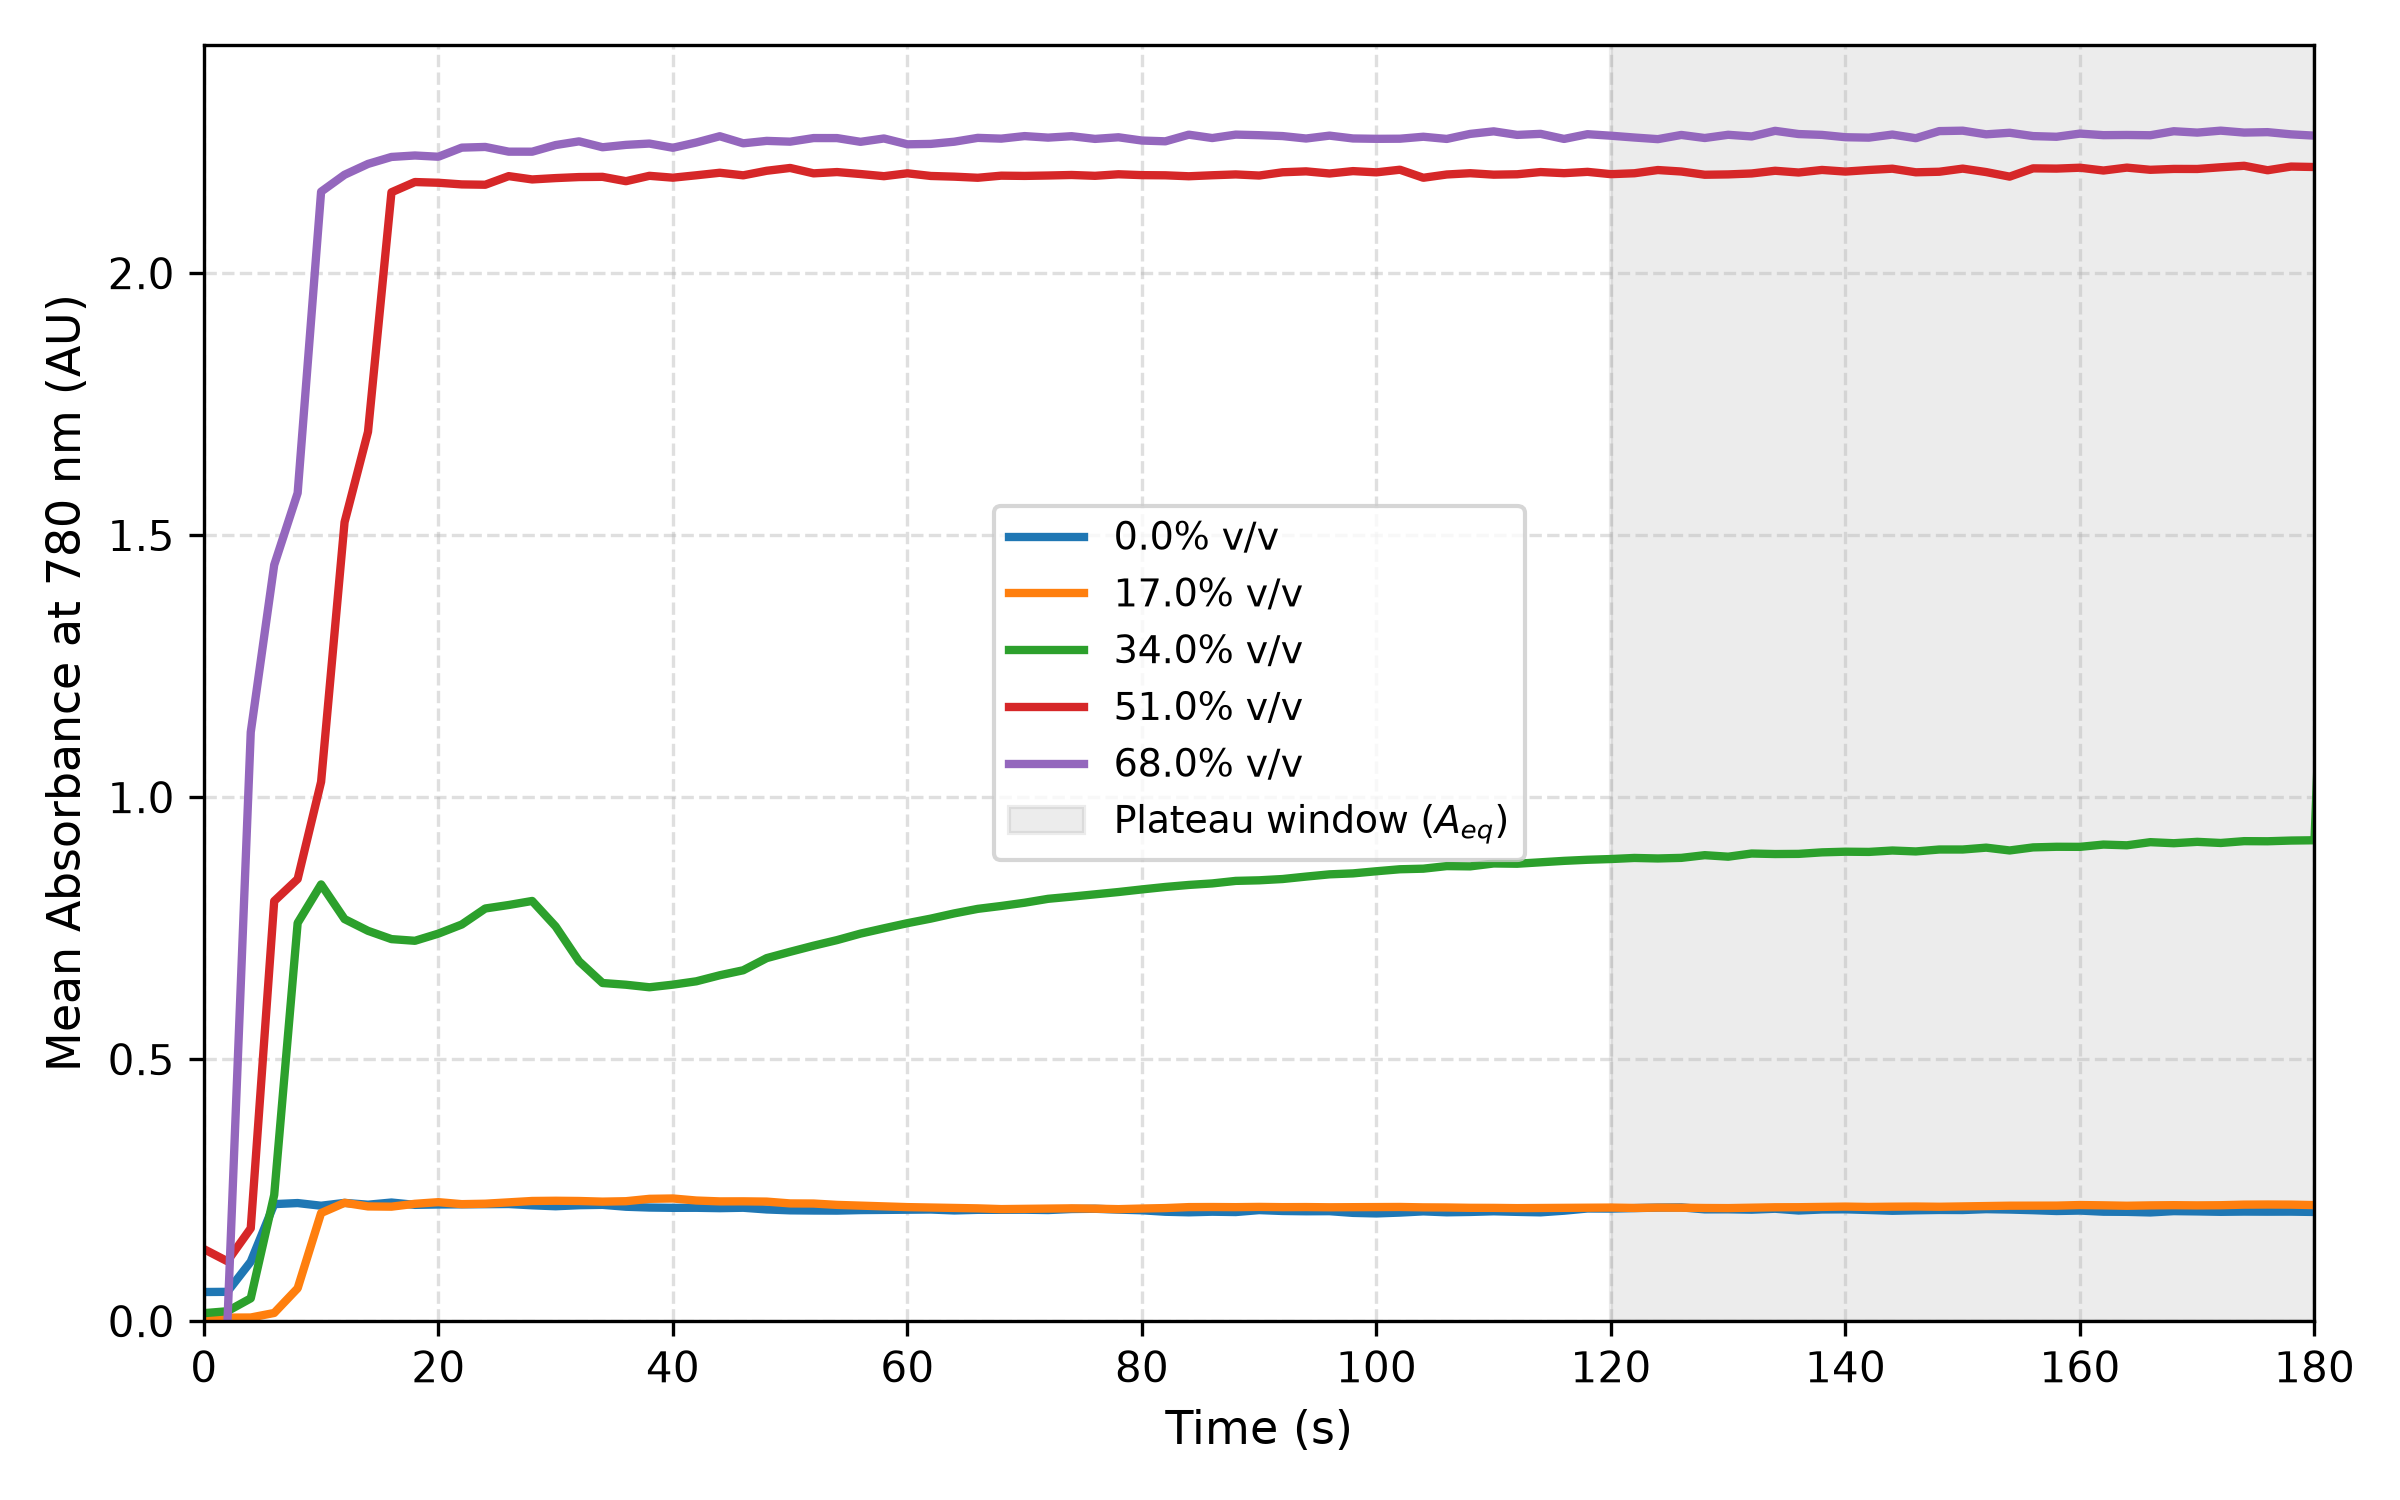 Mean Absorbance at 780 nm (AU)
2.0
1.5
1.0
0.5
0.0
0.0% v/v
17.0% v/v
34.0% v/v
51.0% v/v
68.0% v/v
Plateau window (A_eq)
0 20 40 60 80 100 120 140 160 180
Time (s)